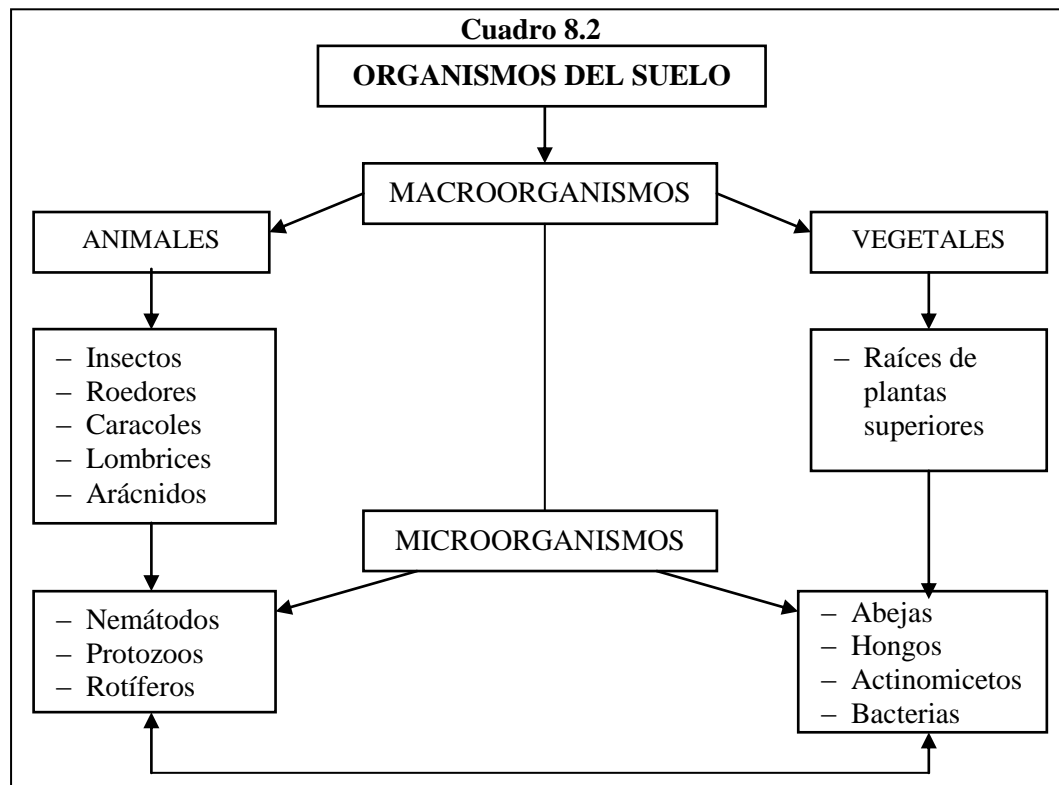 Cuadro 8.2
ORGANISMOS DEL SUELO
MACROORGANISMOS
ANIMALES
VEGETALES
– Insectos
– Roedores
– Caracoles
– Lombrices
– Arácnidos
– Raíces de
plantas
superiores
MICROORGANISMOS
– Nemátodos
– Protozoos
– Rotíferos
– Abejas
– Hongos
– Actinomicetos
– Bacterias